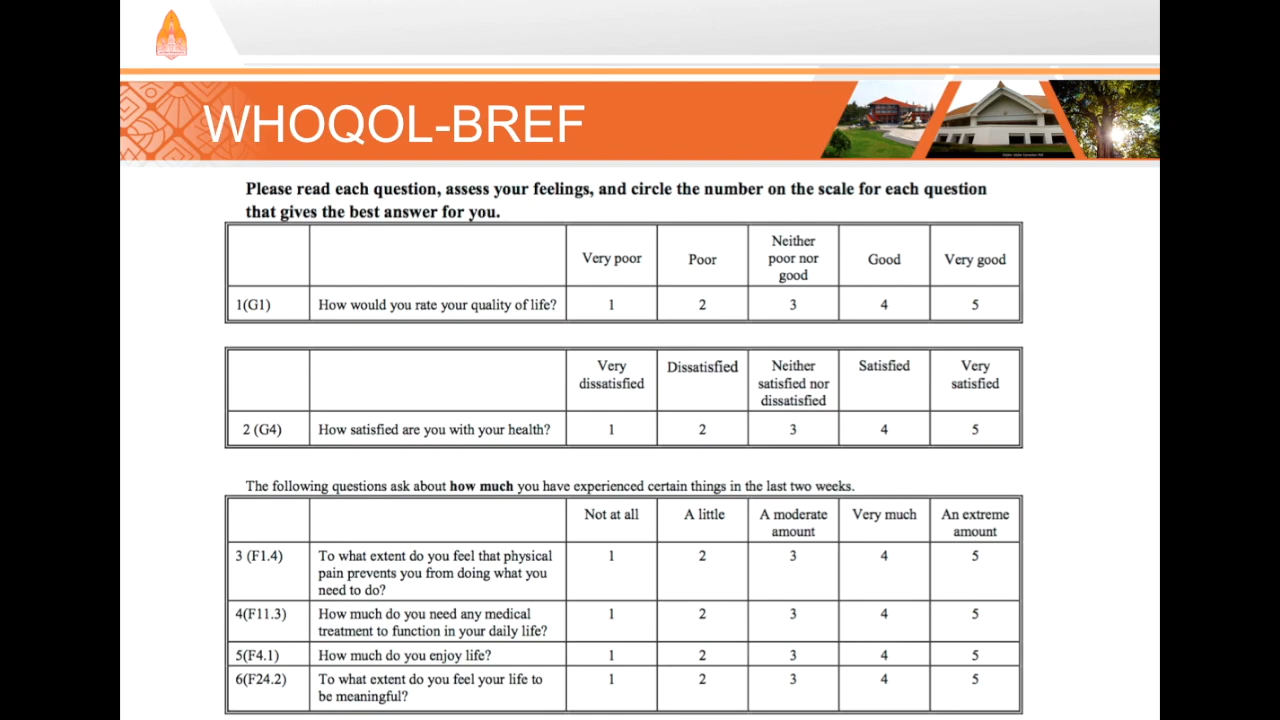 WHOQOL-BREF
Please read each question, assess your feelings, and circle the number on the scale for each question
that gives the best answer for you.
Very poor Poor Neither poor nor good Good Very good
1(G1) How would you rate your quality of life? 1 2 3 4 5
Very dissatisfied Dissatisfied Neither satisfied nor dissatisfied Satisfied Very satisfied
2 (G4) How satisfied are you with your health? 1 2 3 4 5
The following questions ask about how much you have experienced certain things in the last two weeks.
Not at all A little A moderate amount Very much An extreme amount
3 (F1.4) To what extent do you feel that physical pain prevents you from doing what you need to do? 1 2 3 4 5
4(F11.3) How much do you need any medical treatment to function in your daily life? 1 2 3 4 5
5(F4.1) How much do you enjoy life? 1 2 3 4 5
6(F24.2) To what extent do you feel your life to be meaningful? 1 2 3 4 5